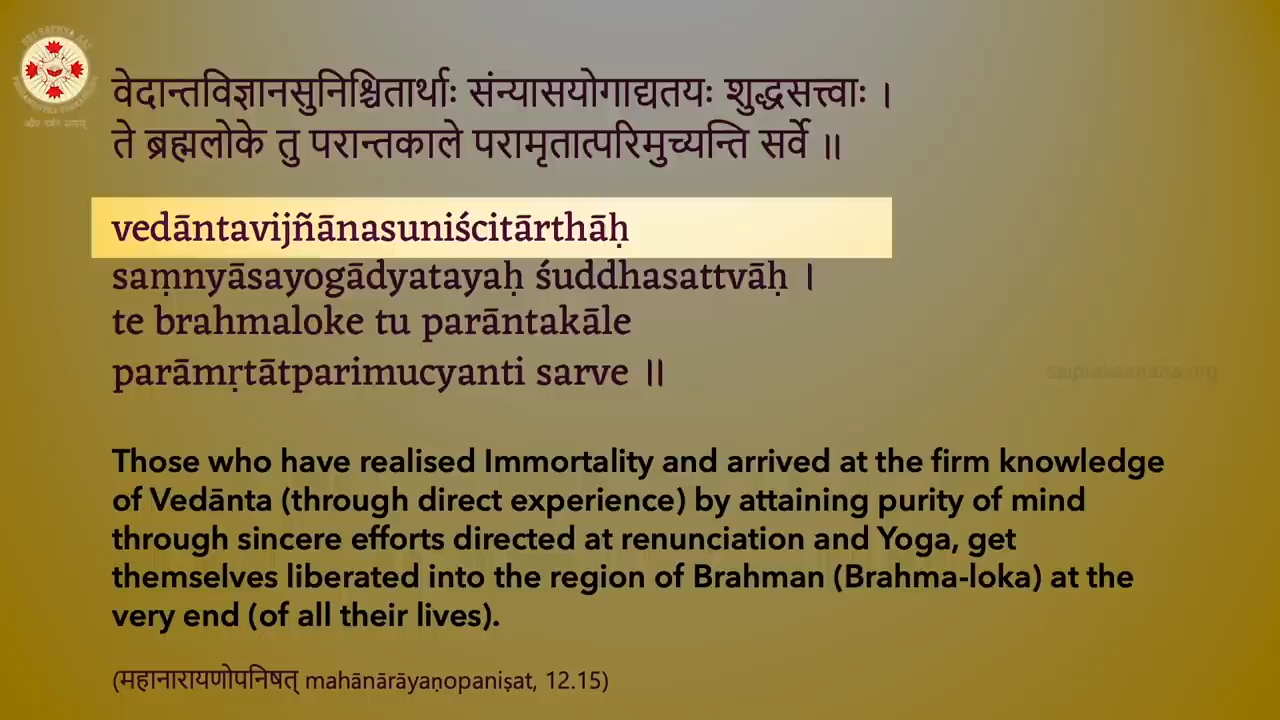 वेदान्तविज्ञानसुनिश्चितार्थाः संन्यासयोगाद्यतयः शुद्धसत्त्वाः ।
ते ब्रह्मलोके तु परान्तकाले परामृतात्परिमुच्यन्ति सर्वे ॥
vedāntavijñānasuniścitārthāḥ
saṃnyāsayogādyatayaḥ śuddhasattvāḥ ।
te brahmaloke tu parāntakāle
parāmṛtātparimucyanti sarve ॥
saiprakashana.org
Those who have realised Immortality and arrived at the firm knowledge
of Vedānta (through direct experience) by attaining purity of mind
through sincere efforts directed at renunciation and Yoga, get
themselves liberated into the region of Brahman (Brahma-loka) at the
very end (of all their lives).
(महानारायणोपनिषत् mahānārāyaṇopaniṣat, 12.15)